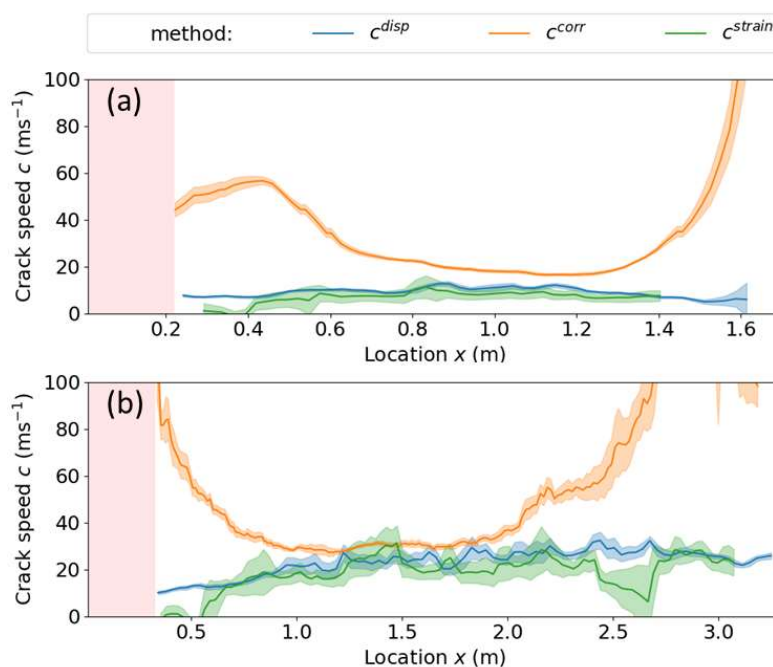 method: c^disp c^corr c^strain
(a)
100
80
60
40
20
0
Crack speed c (ms⁻¹)
0.2 0.4 0.6 0.8 1.0 1.2 1.4 1.6
Location x (m)
(b)
100
80
60
40
20
0
Crack speed c (ms⁻¹)
0.5 1.0 1.5 2.0 2.5 3.0
Location x (m)